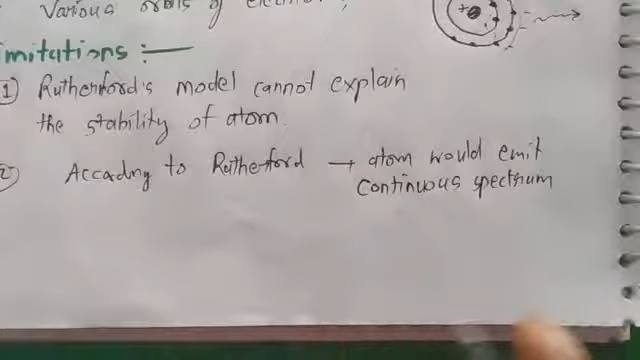 Various orbits of electron,
imitations :—
1) Rutherford's model cannot explain
the stability of atom.
2) Accadng to Rutherford → atom would emit
Continuous spectrum
+